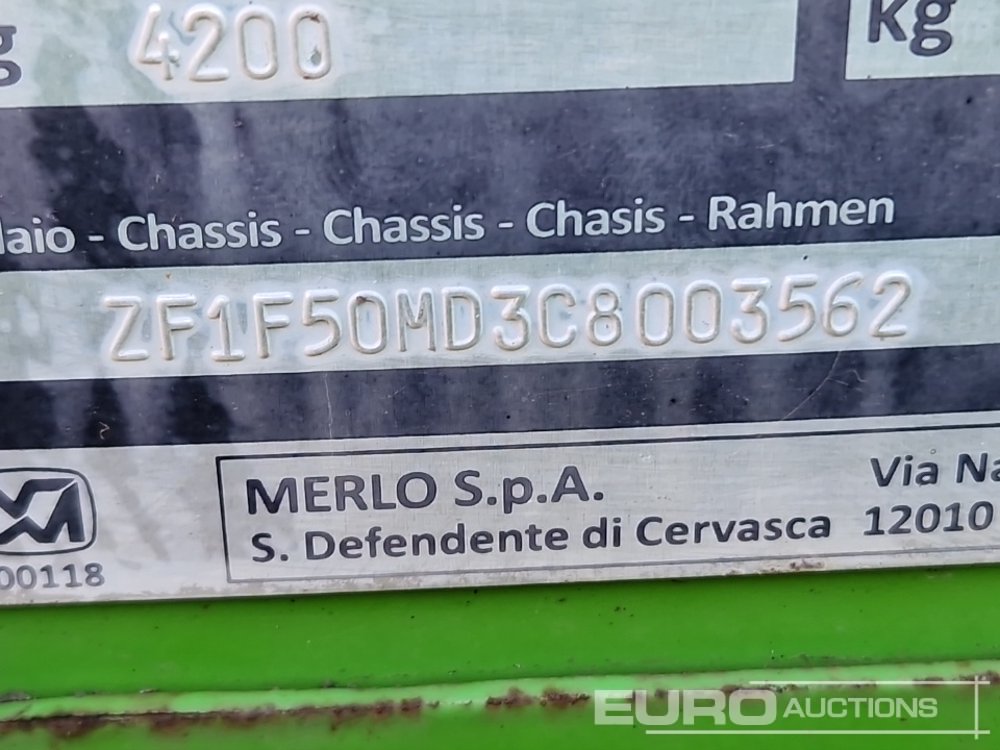 g 4200 kg
laio - Chassis - Chassis - Chasis - Rahmen
ZF1F50MD3C8003562
MERLO S.p.A. Via Na
S. Defendente di Cervasca 12010
00118
EURO AUCTIONS